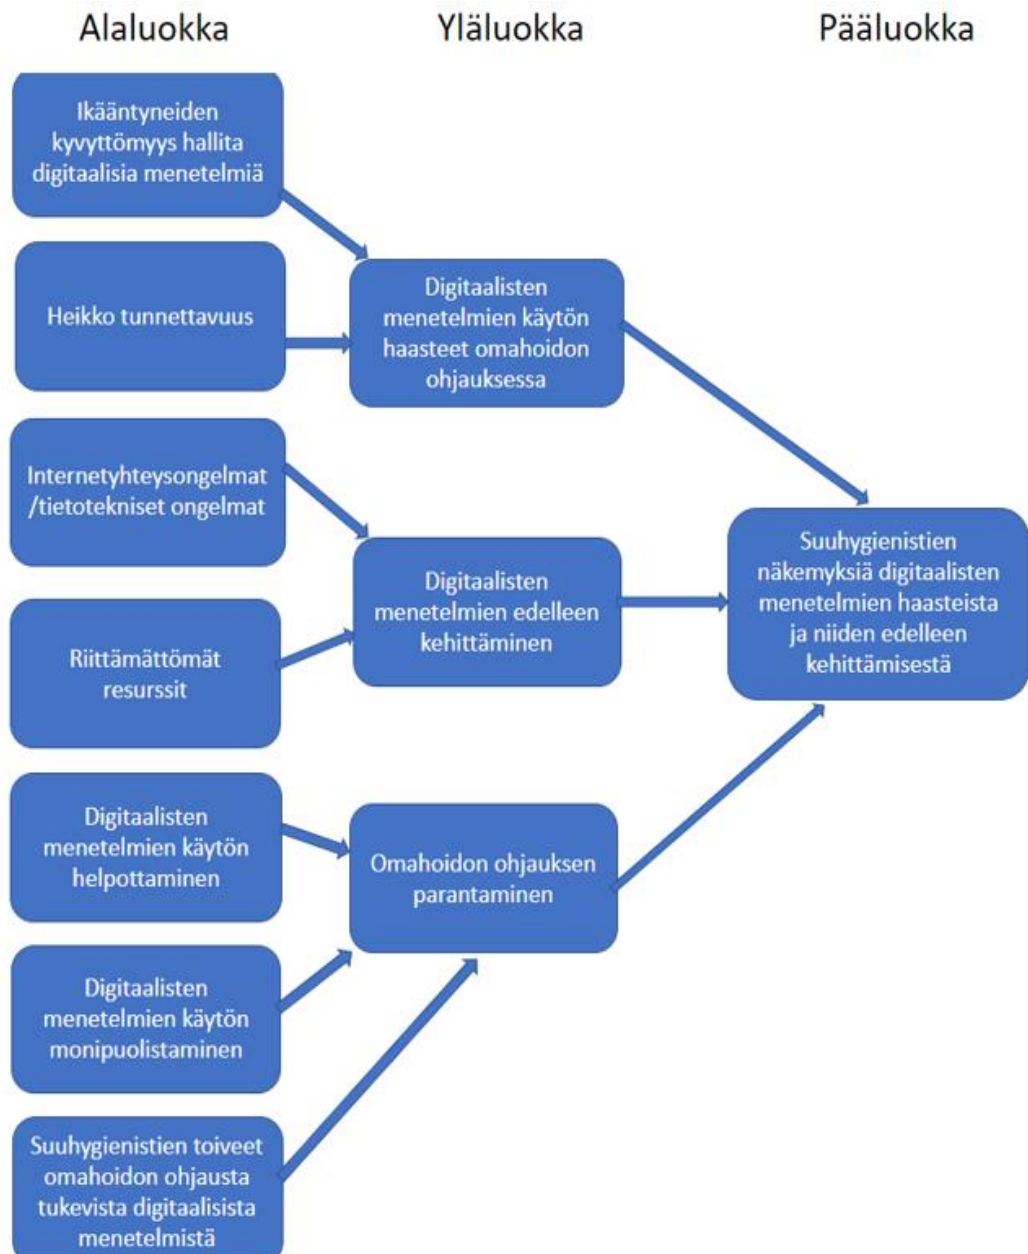 Alaluokka
Yläluokka
Pääluokka
Ikääntyneiden
kyvyttömyys hallita
digitaalisia menetelmiä
Heikko tunnettavuus
Internetyhteysongelmat
/tietotekniset ongelmat
Riittämättömät
resurssit
Digitaalisten
menetelmien käytön
helpottaminen
Digitaalisten
menetelmien käytön
monipuolistaminen
Suuhygienistien toiveet
omahoidon ohjausta
tukevista digitaalisista
menetelmistä
Digitaalisten
menetelmien käytön
haasteet omahoidon
ohjauksessa
Digitaalisten
menetelmien edelleen
kehittäminen
Omahoidon ohjauksen
parantaminen
Suuhygienistien
näkemyksiä digitaalisten
menetelmien haasteista
ja niiden edelleen
kehittämisestä